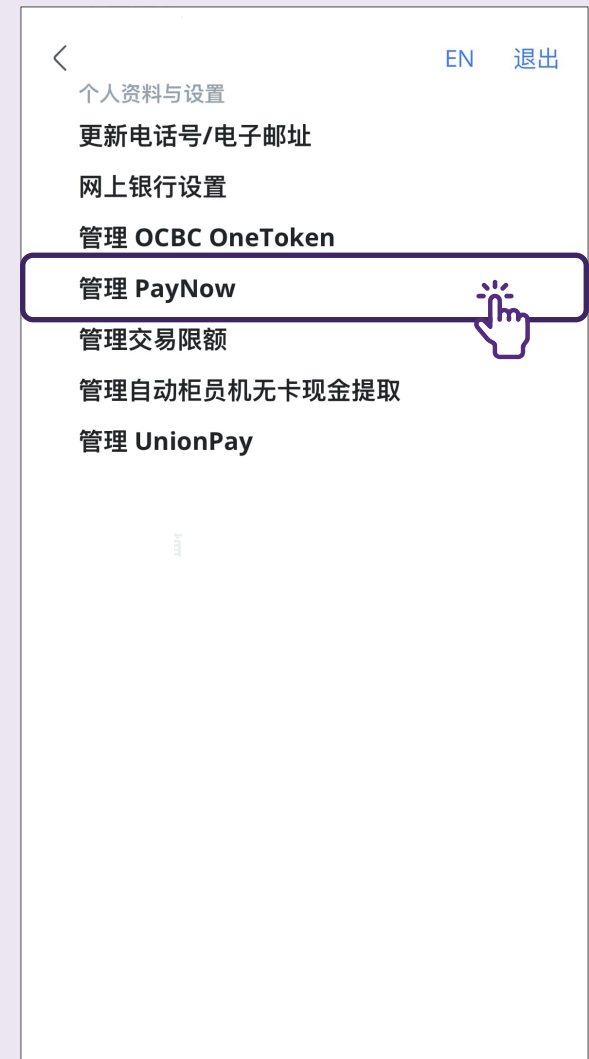 EN 退出
个人资料与设置
更新电话号/电子邮址
网上银行设置
管理 OCBC OneToken
管理 PayNow
管理交易限额
管理自动柜员机无卡现金提取
管理 UnionPay